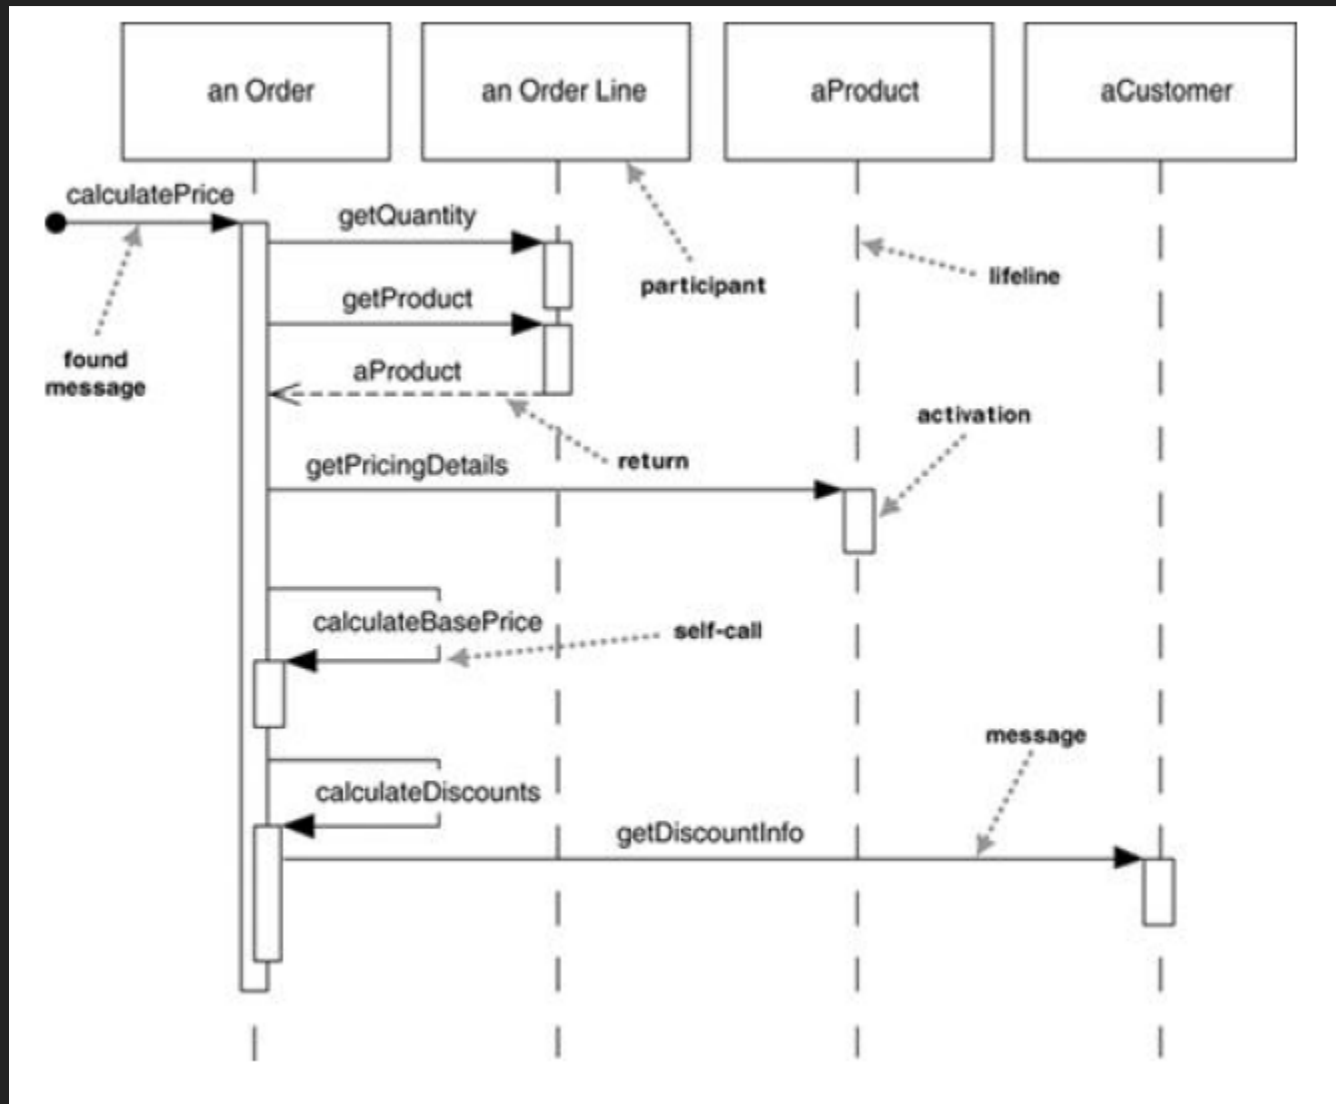 an Order
an Order Line
aProduct
aCustomer
calculatePrice
getQuantity
participant
lifeline
getProduct
found
message
aProduct
activation
return
getPricingDetails
calculateBasePrice
self-call
message
calculateDiscounts
getDiscountInfo